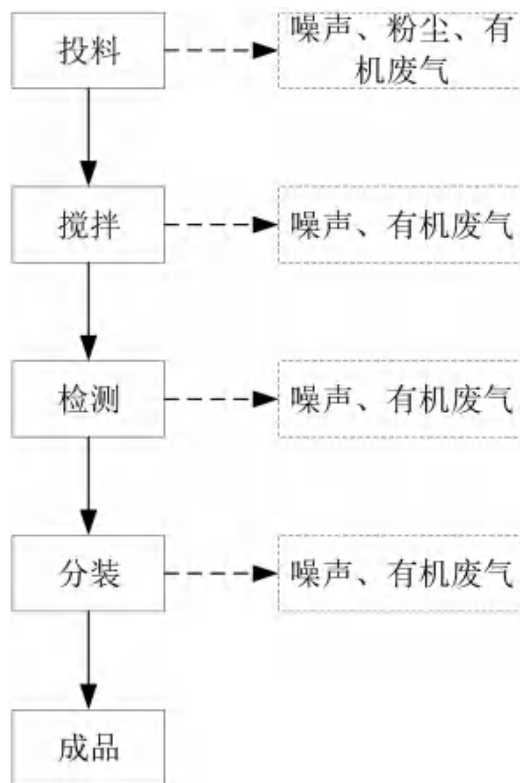 投料
噪声、粉尘、有
机废气
搅拌
噪声、有机废气
检测
噪声、有机废气
分装
噪声、有机废气
成品